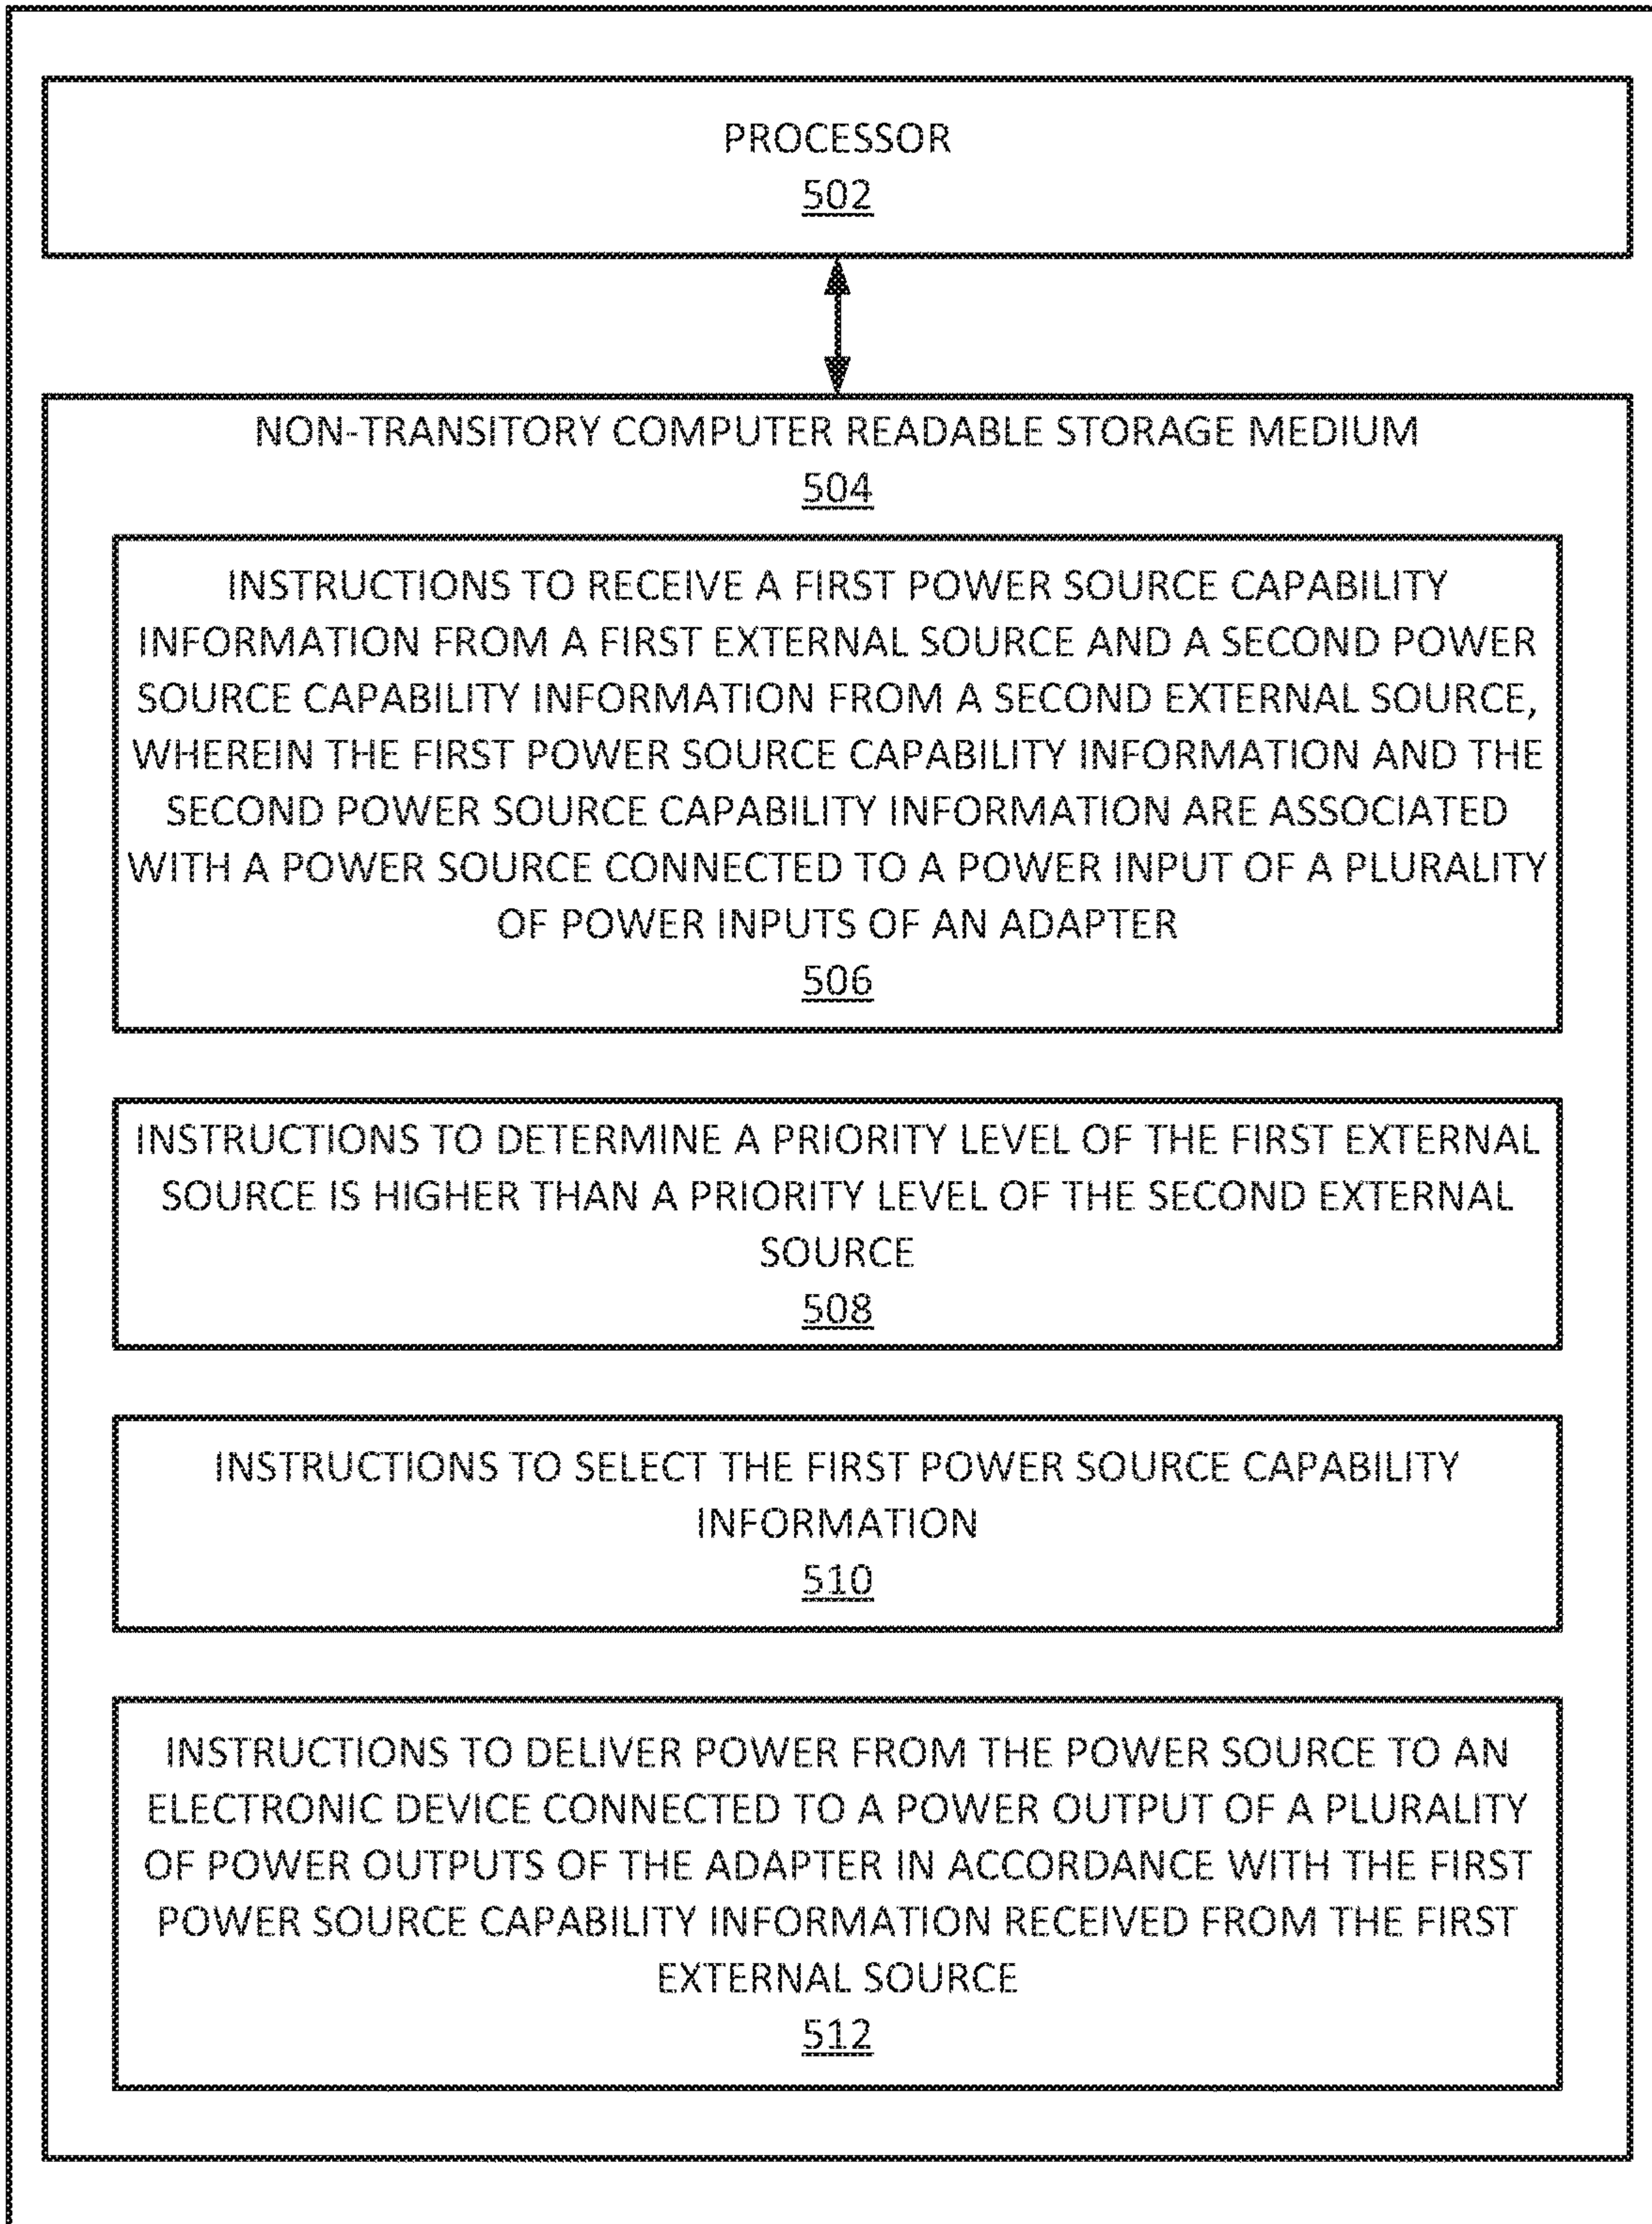 PROCESSOR
502
NON-TRANSITORY COMPUTER READABLE STORAGE MEDIUM
504
INSTRUCTIONS TO RECEIVE A FIRST POWER SOURCE CAPABILITY
INFORMATION FROM A FIRST EXTERNAL SOURCE AND A SECOND POWER
SOURCE CAPABILITY INFORMATION FROM A SECOND EXTERNAL SOURCE,
WHEREIN THE FIRST POWER SOURCE CAPABILITY INFORMATION AND THE
SECOND POWER SOURCE CAPABILITY INFORMATION ARE ASSOCIATED
WITH A POWER SOURCE CONNECTED TO A POWER INPUT OF A PLURALITY
OF POWER INPUTS OF AN ADAPTER
506
INSTRUCTIONS TO DETERMINE A PRIORITY LEVEL OF THE FIRST EXTERNAL
SOURCE IS HIGHER THAN A PRIORITY LEVEL OF THE SECOND EXTERNAL
SOURCE
508
INSTRUCTIONS TO SELECT THE FIRST POWER SOURCE CAPABILITY
INFORMATION
510
INSTRUCTIONS TO DELIVER POWER FROM THE POWER SOURCE TO AN
ELECTRONIC DEVICE CONNECTED TO A POWER OUTPUT OF A PLURALITY
OF POWER OUTPUTS OF THE ADAPTER IN ACCORDANCE WITH THE FIRST
POWER SOURCE CAPABILITY INFORMATION RECEIVED FROM THE FIRST
EXTERNAL SOURCE
512